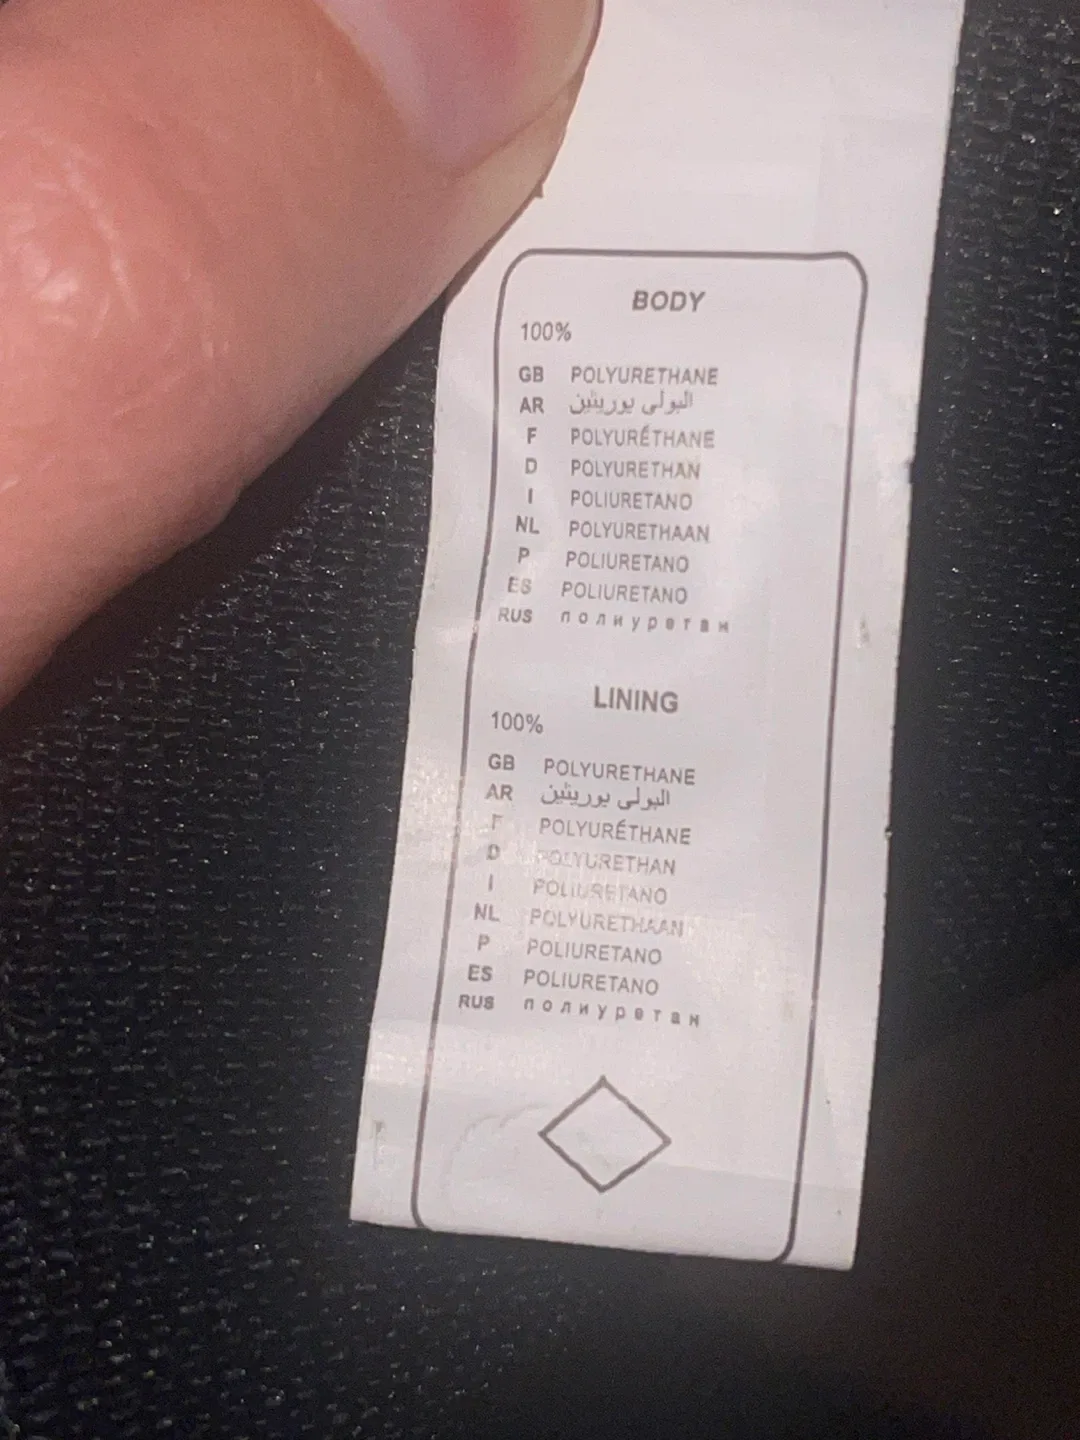 BODY
100%
GB POLYURETHANE
AR البولى يوريثين
F POLYURÉTHANE
D POLYURETHAN
I POLIURETANO
NL POLYURETHAAN
P POLIURETANO
ES POLIURETANO
RUS полиуретан
LINING
100%
GB POLYURETHANE
AR البولى يوريثين
F POLYURÉTHANE
D POLYURETHAN
I POLIURETANO
NL POLYURETHAAN
P POLIURETANO
ES POLIURETANO
RUS полиуретан